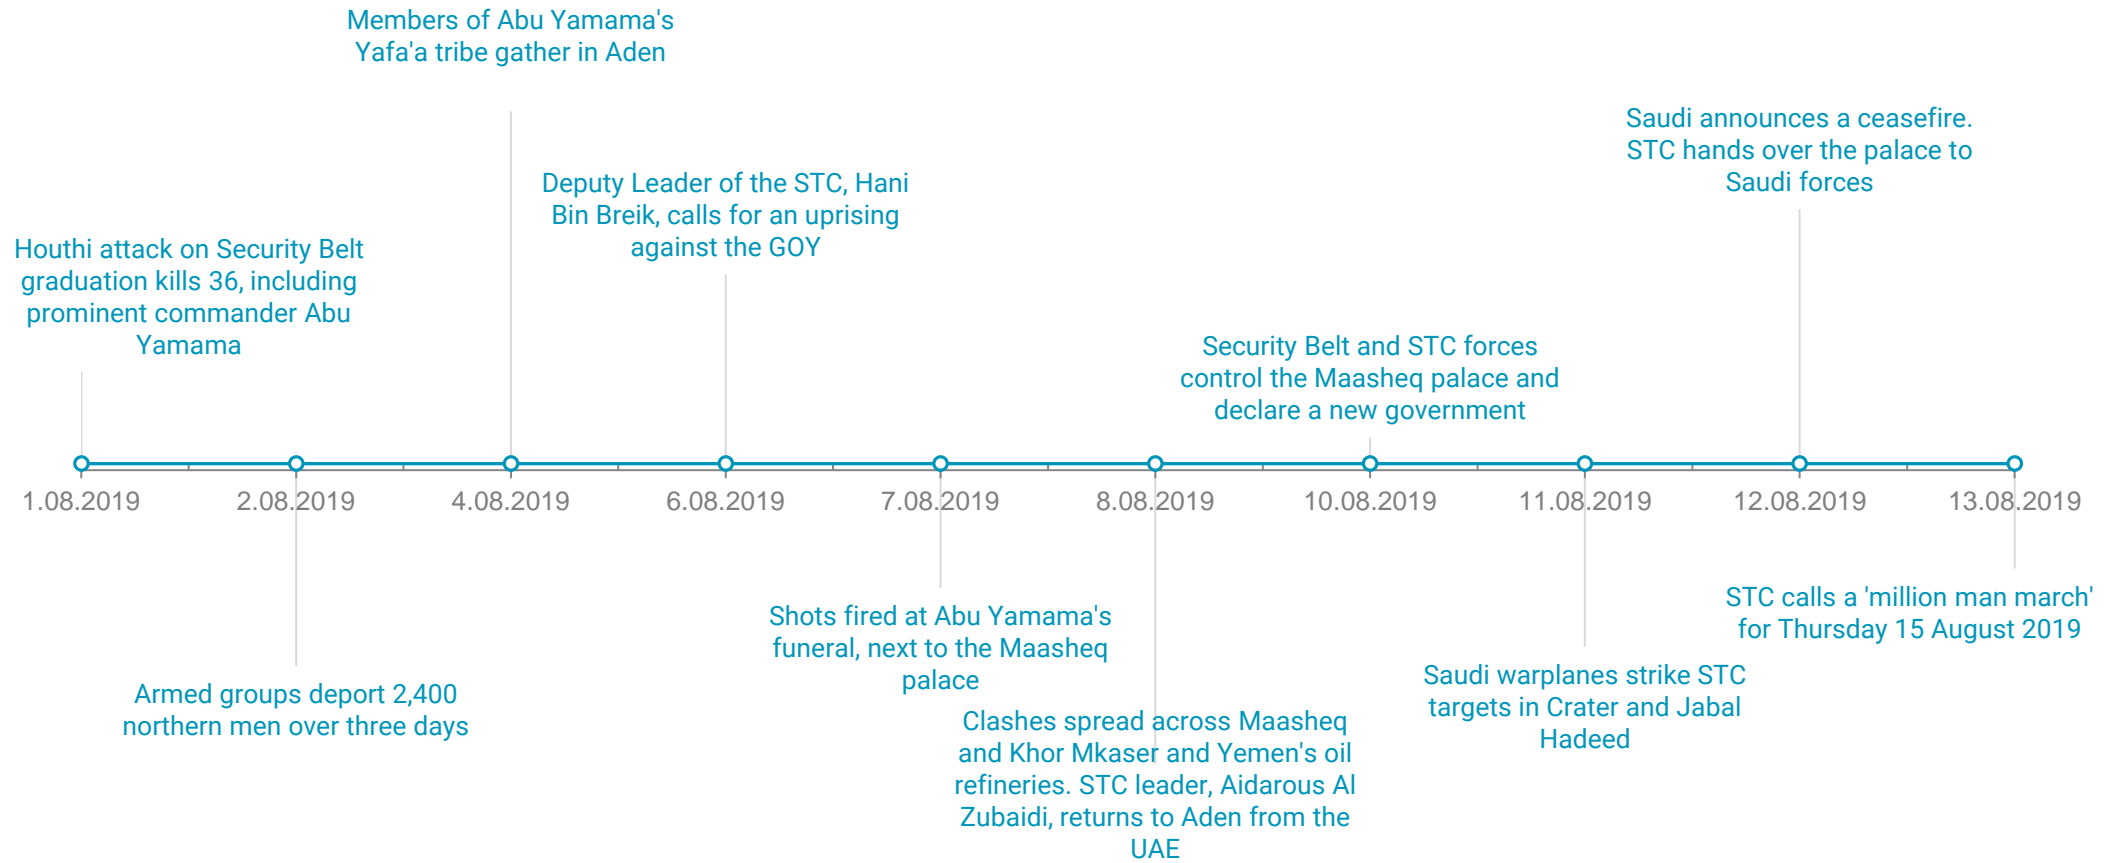 Members of Abu Yamama's
Yafa'a tribe gather in Aden
Saudi announces a ceasefire.
STC hands over the palace to
Saudi forces
Deputy Leader of the STC, Hani
Bin Breik, calls for an uprising
against the GOY
Houthi attack on Security Belt
graduation kills 36, including
prominent commander Abu
Yamama
Security Belt and STC forces
control the Maasheq palace and
declare a new government
1.08.2019
2.08.2019
4.08.2019
6.08.2019
7.08.2019
8.08.2019
10.08.2019
11.08.2019
12.08.2019
13.08.2019
STC calls a 'million man march'
for Thursday 15 August 2019
Shots fired at Abu Yamama's
funeral, next to the Maasheq
palace
Saudi warplanes strike STC
targets in Crater and Jabal
Hadeed
Armed groups deport 2,400
northern men over three days
Clashes spread across Maasheq
and Khor Mkaser and Yemen's oil
refineries. STC leader, Aidarous Al
Zubaidi, returns to Aden from the
UAE